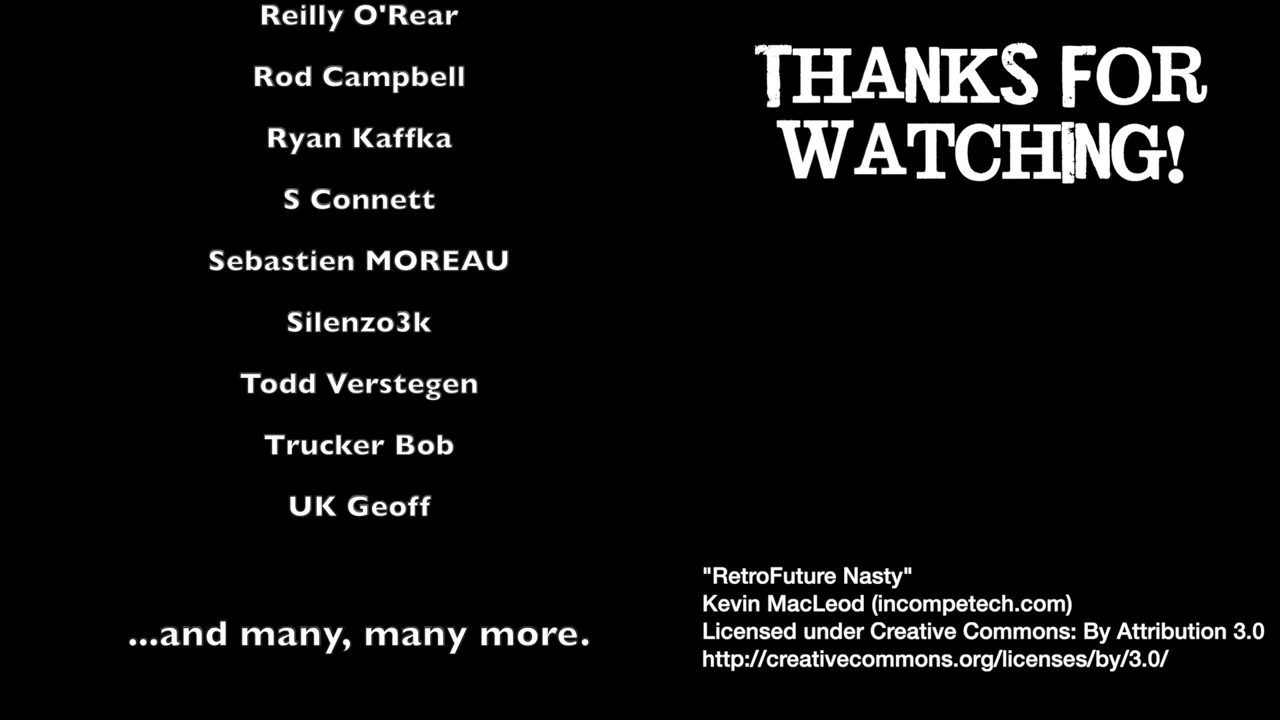 Reilly O'Rear
Rod Campbell
Ryan Kaffka
S Connett
Sebastien MOREAU
Silenzo3k
Todd Verstegen
Trucker Bob
UK Geoff
...and many, many more.
THANKS FOR
WATCHING!
"RetroFuture Nasty"
Kevin MacLeod (incompetech.com)
Licensed under Creative Commons: By Attribution 3.0
http://creativecommons.org/licenses/by/3.0/